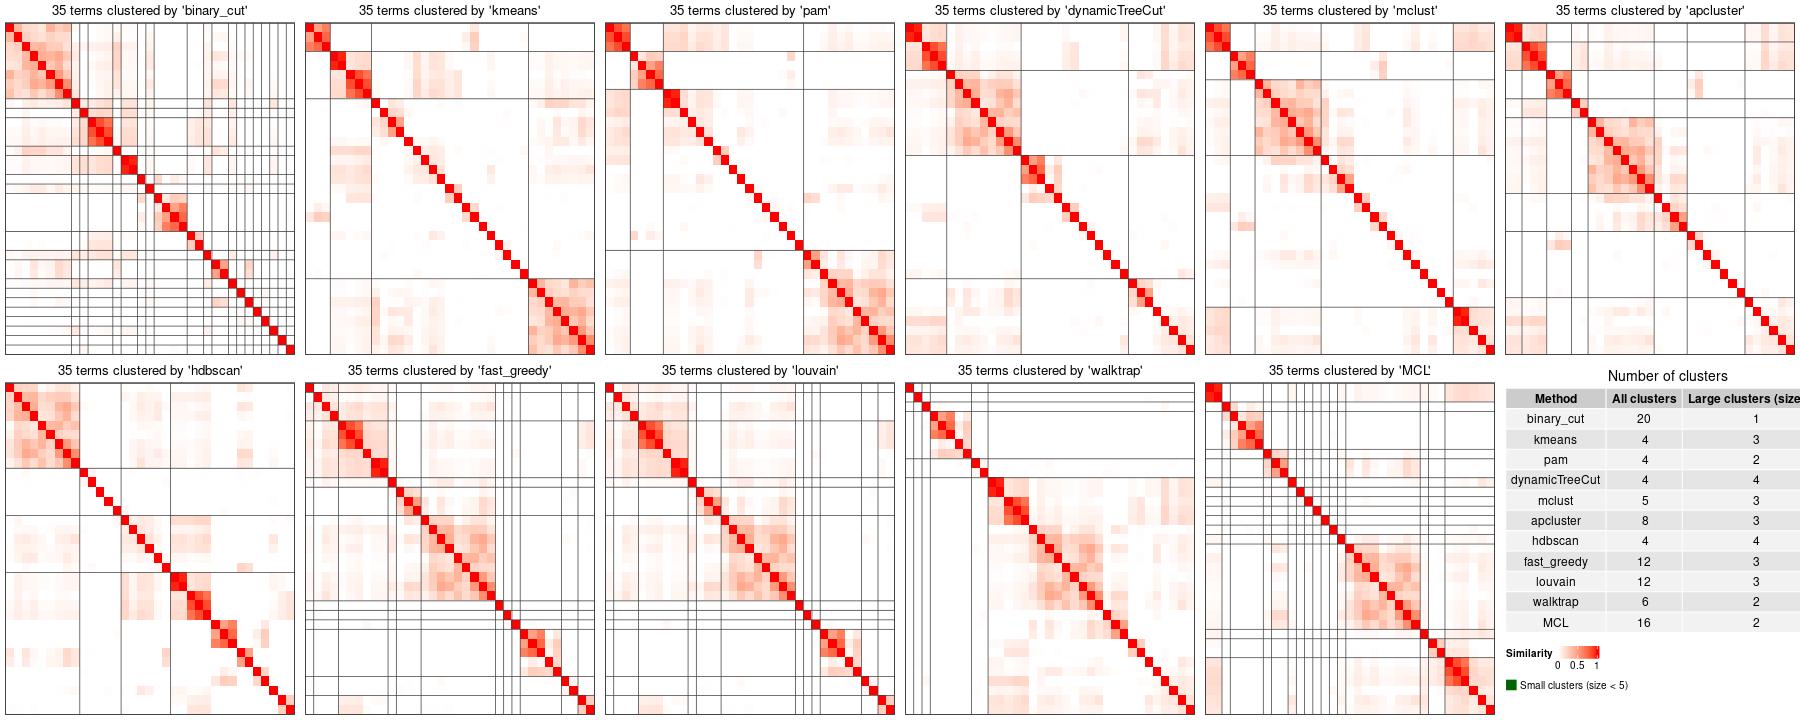 35 terms clustered by 'binary_cut'
35 terms clustered by 'kmeans'
35 terms clustered by 'pam'
35 terms clustered by 'dynamicTreeCut'
35 terms clustered by 'mclust'
35 terms clustered by 'apcluster'
35 terms clustered by 'hdbscan'
35 terms clustered by 'fast_greedy'
35 terms clustered by 'louvain'
35 terms clustered by 'walktrap'
35 terms clustered by 'MCL'
Number of clusters
Method All clusters Large clusters (size
binary_cut 20 1
kmeans 4 3
pam 4 2
dynamicTreeCut 4 4
mclust 5 3
apcluster 8 3
hdbscan 4 4
fast_greedy 12 3
louvain 12 3
walktrap 6 2
MCL 16 2
Similarity
0 0.5 1
Small clusters (size < 5)